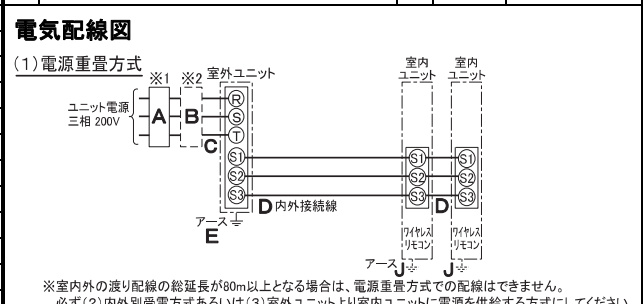 電気配線図
(1)電源重畳方式
※1 ※2 室外ユニット
室内
ユニット
室内
ユニット
ユニット電源
三相 200V
A
B
C
R
S
T
S1
S2
S3
S1
S2
S3
S1
S2
S3
D 内外接続線
D
アース
E
ワイヤレス
リモコン
ワイヤレス
リモコン
アース J
J
※室内外の渡り配線の総延長が80m以上となる場合は、電源重畳方式での配線はできません。
必ず(2)内外別受電方式あるいは(3)室外ユニットより室内ユニットに電源を供給する方式にしてください